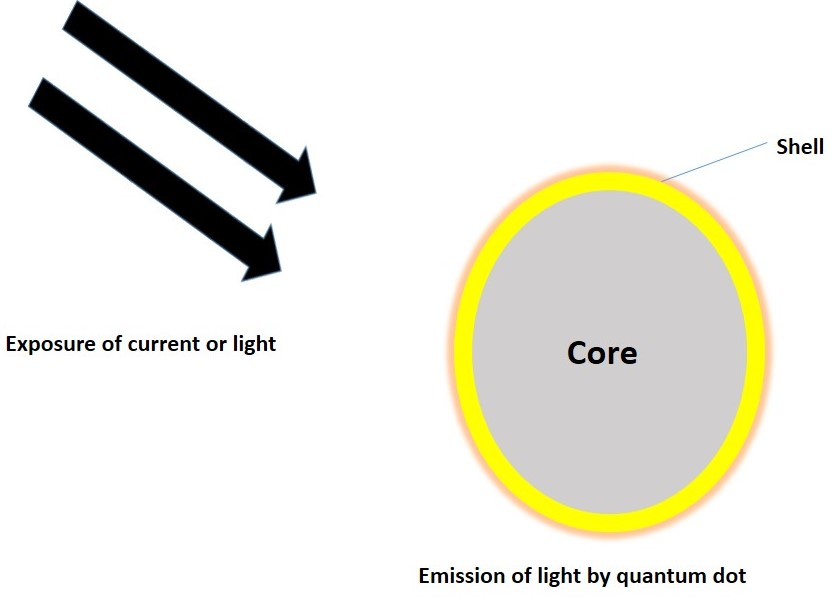 Shell
Exposure of current or light
Core
Emission of light by quantum dot